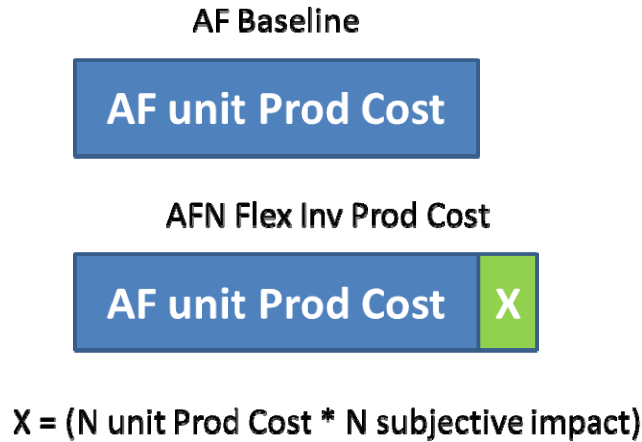 AF Baseline
AF unit Prod Cost
AFN Flex Inv Prod Cost
AF unit Prod Cost X
X = (N unit Prod Cost * N subjective impact)